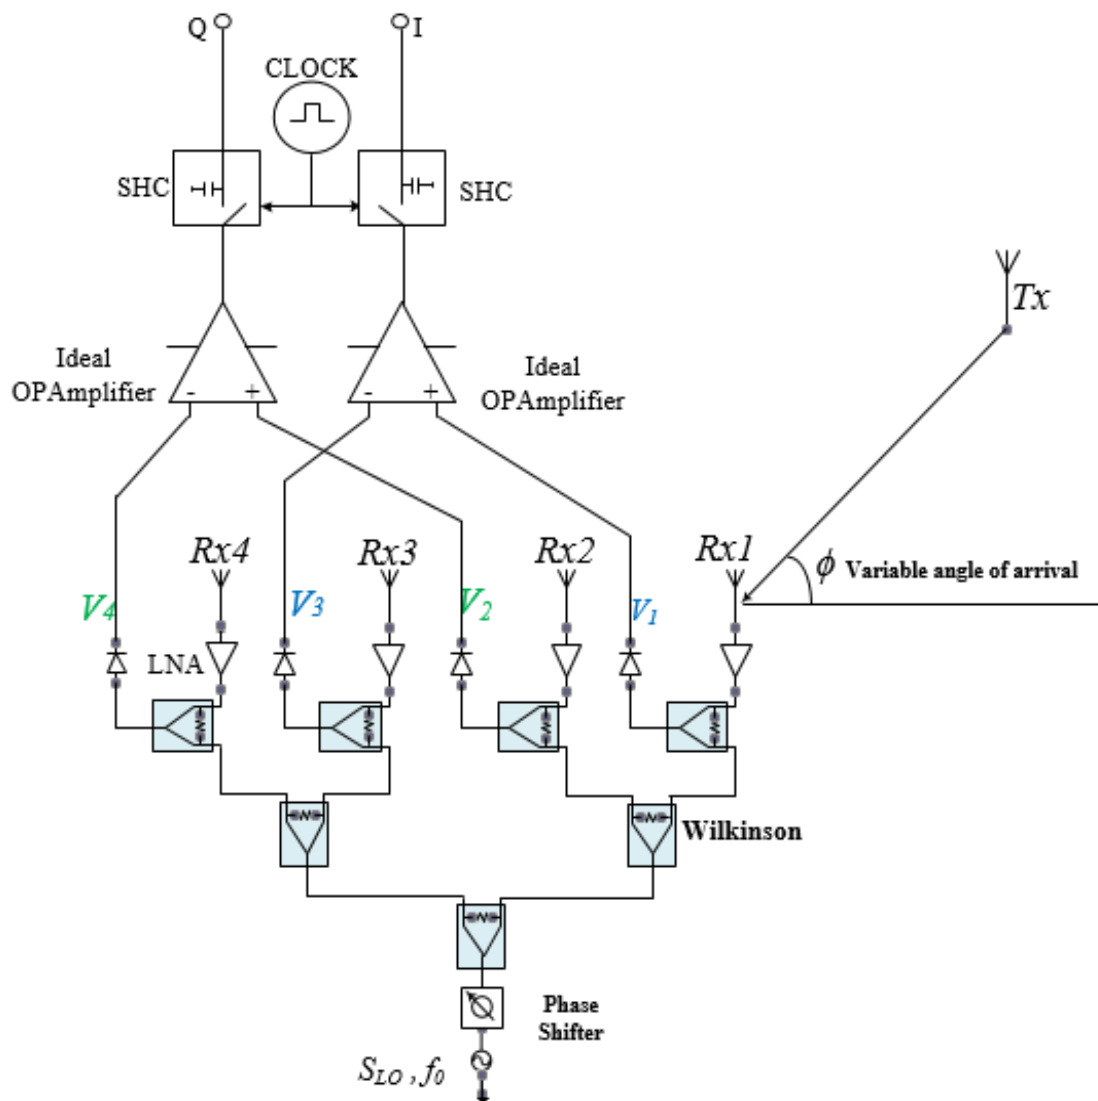 Q
I
CLOCK
SHC
SHC
Tx
Ideal
OPAmplifier
- +
- +
Ideal
OPAmplifier
Rx4
Rx3
Rx2
Rx1
ϕ Variable angle of arrival
V4
V3
V2
V1
LNA
Wilkinson
Phase
Shifter
SLO , f0